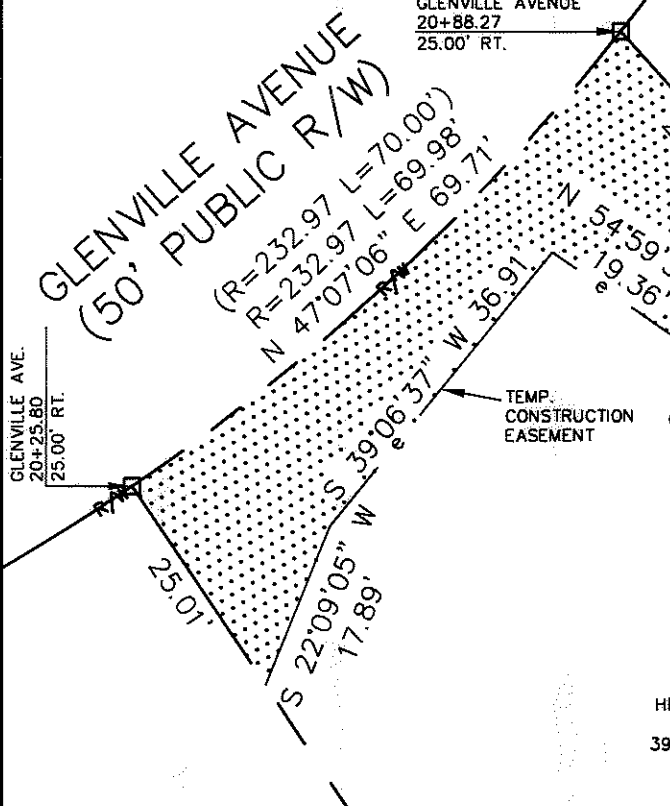 GLENVILLE AVENUE
20+88.27
25.00' RT.
GLENVILLE AVENUE
(50' PUBLIC R/W)
(R=232.97 L=70.00')
R=232.97 L=69.98'
N 47°07'06" E 69.71'
R/W
N 54°59'
19.36'
e
S 39°06'37" W 36.91'
e
TEMP.
CONSTRUCTION
EASEMENT
GLENVILLE AVE.
20+25.80
25.00' RT.
R/W
25.01'
S 22°09'05" W
17.89'
39